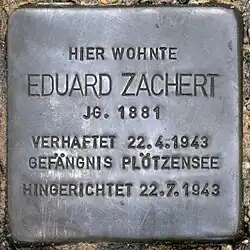 HIER WOHNTE
EDUARD ZACHERT
JG. 1881
VERHAFTET 22.4.1943
GEFÄNGNIS PLÖTZENSEE
HINGERICHTET 22.7.1943